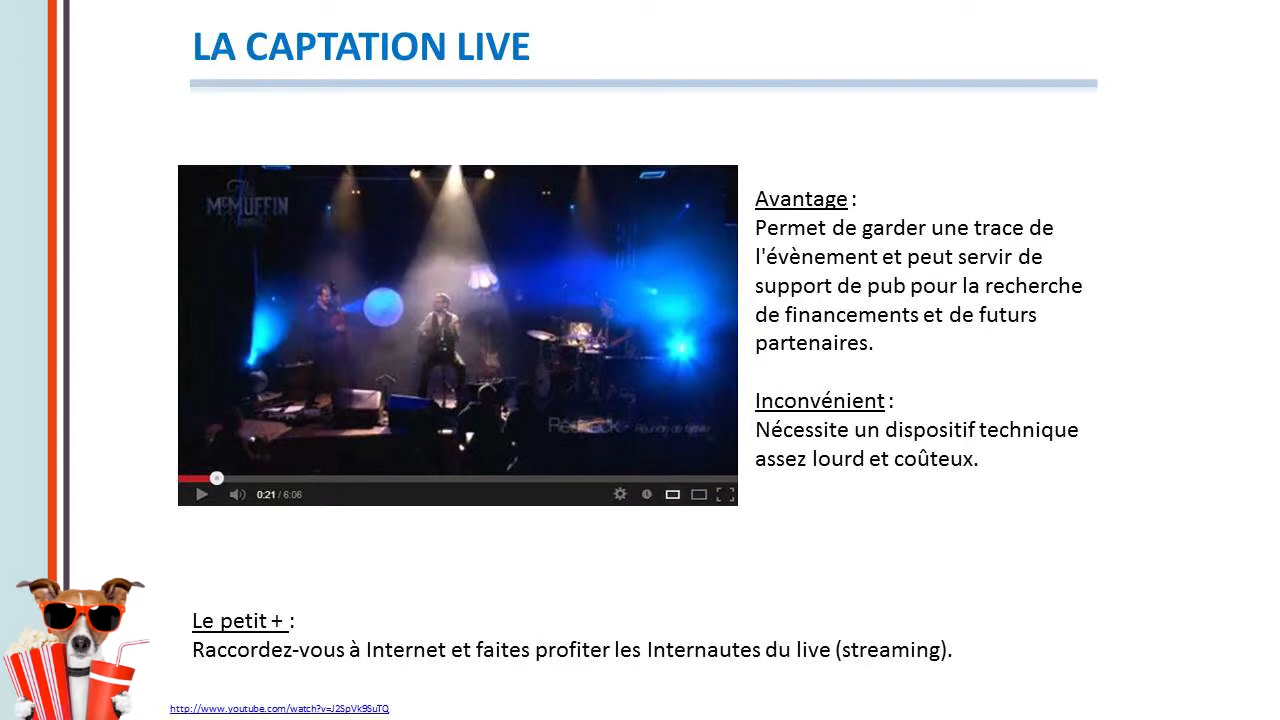 LA CAPTATION LIVE
The
McMUFFIN
Avantage :
Permet de garder une trace de
l'évènement et peut servir de
support de pub pour la recherche
de financements et de futurs
partenaires.
Inconvénient :
Nécessite un dispositif technique
assez lourd et coûteux.
0:21 / 6:06
Le petit + :
Raccordez-vous à Internet et faites profiter les Internautes du live (streaming).
http://www.youtube.com/watch?v=J2SpVk9SuTQ